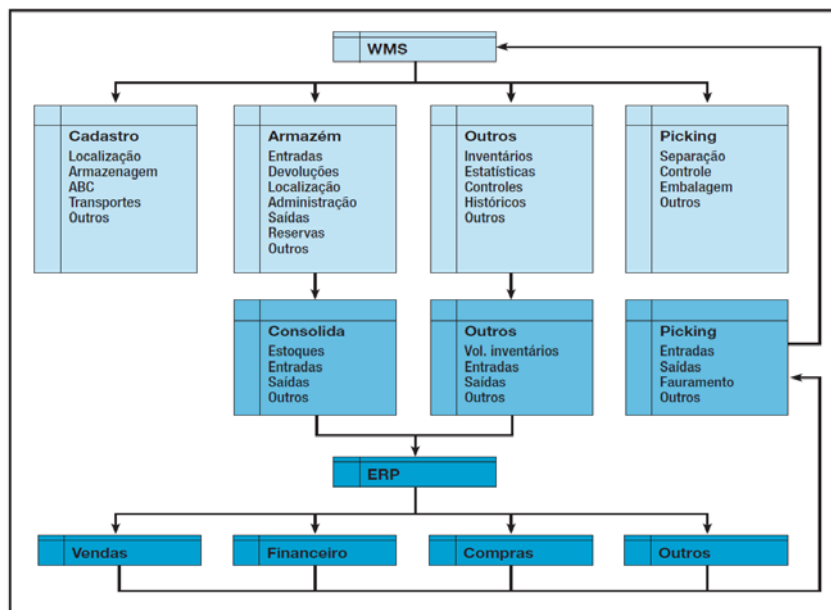 WMS
Cadastro
Localização
Armazenagem
ABC
Transportes
Outros
Armazém
Entradas
Devoluções
Localização
Administração
Saídas
Reservas
Outros
Outros
Inventários
Estatísticas
Controles
Históricos
Outros
Picking
Separação
Controle
Embalagem
Outros
Consolida
Estoques
Entradas
Saídas
Outros
Outros
Vol. inventários
Entradas
Saídas
Outros
Picking
Entradas
Saídas
Fauramento
Outros
ERP
Vendas
Financeiro
Compras
Outros